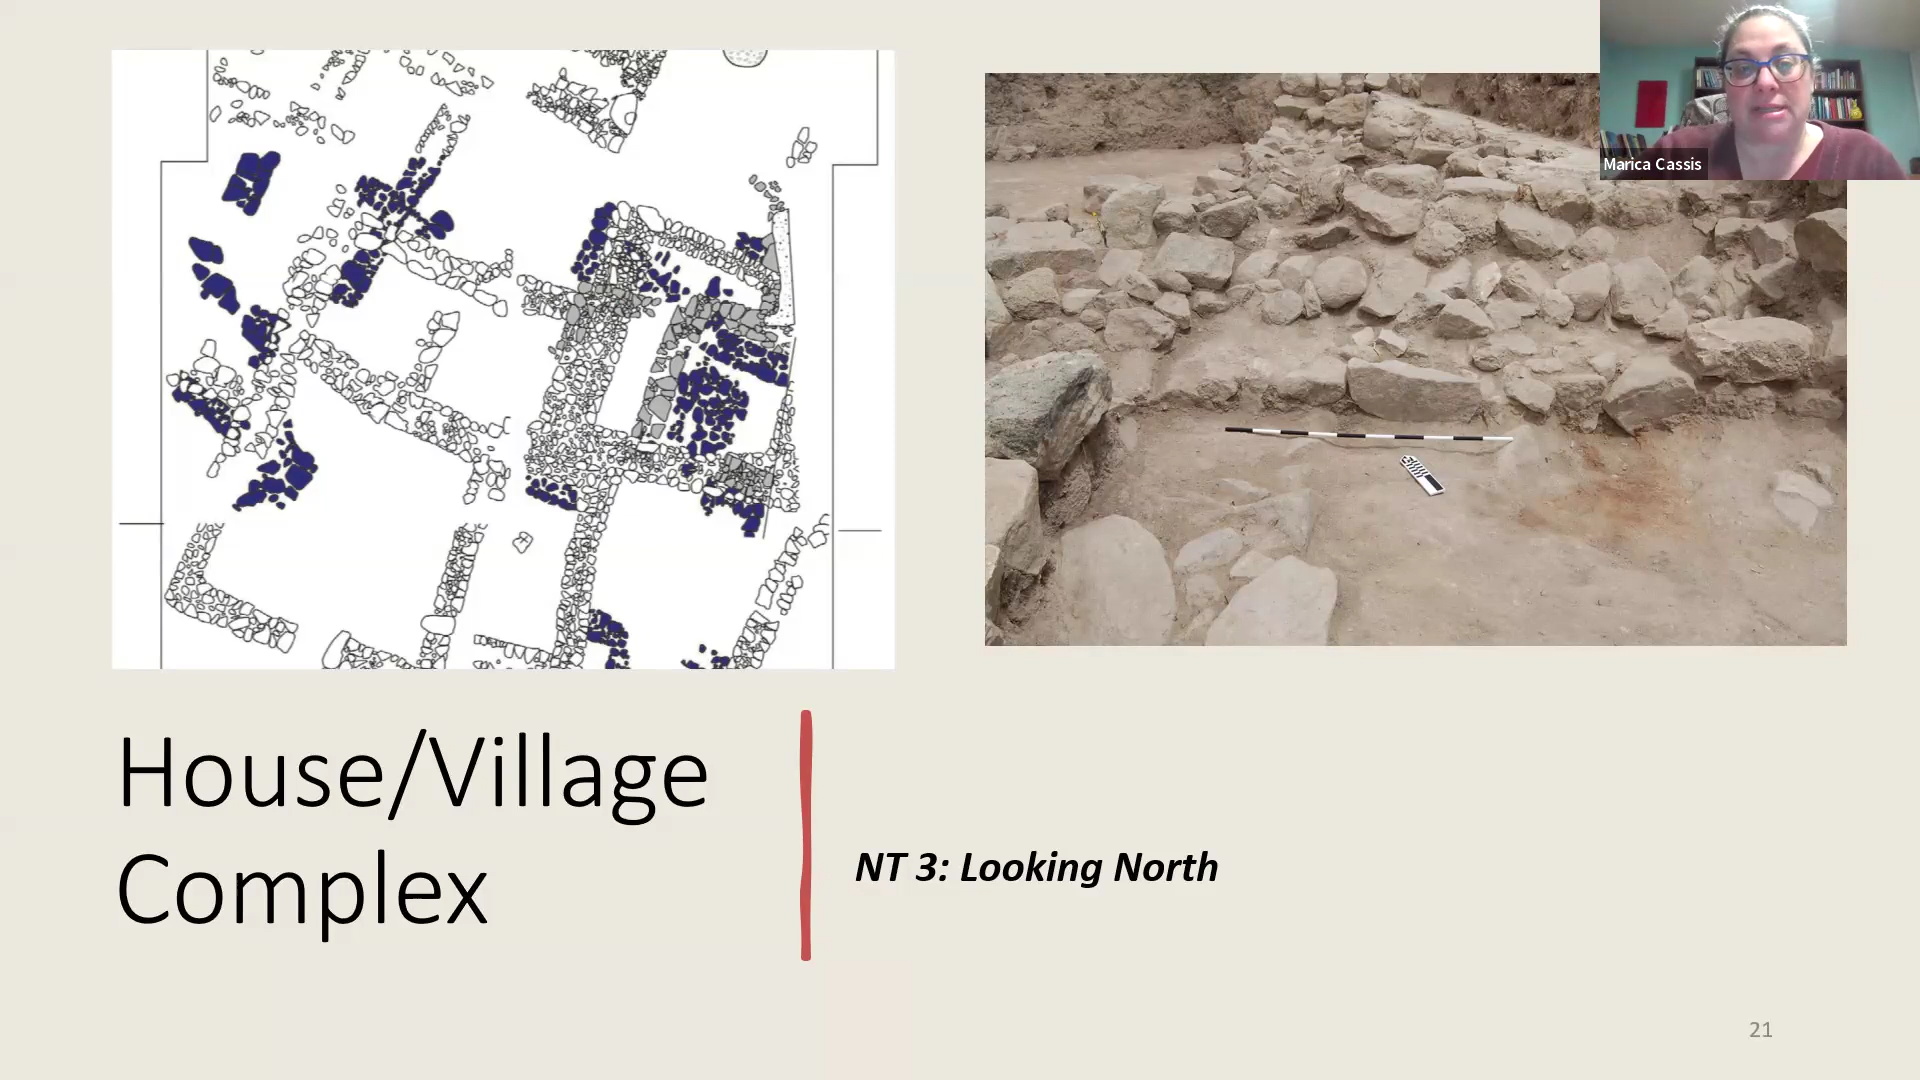 Marica Cassis
House/Village
Complex
NT 3: Looking North
21